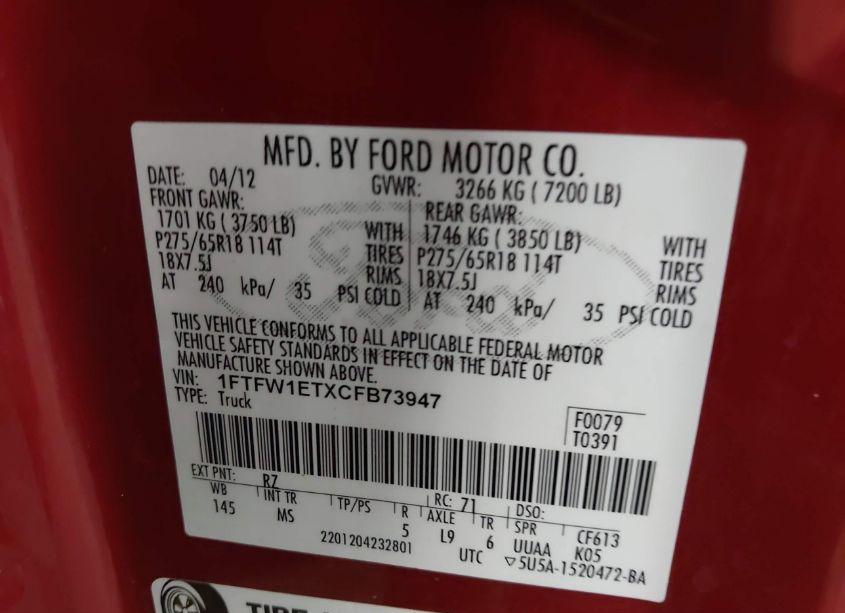 MFD. BY FORD MOTOR CO.
DATE: 04/12 GVWR: 3266 KG ( 7200 LB)
FRONT GAWR: REAR GAWR:
1701 KG ( 3750 LB) WITH 1746 KG ( 3850 LB) WITH
P275/65R18 114T TIRES P275/65R18 114T TIRES
18X7.5J RIMS 18X7.5J RIMS
AT 240 kPa/ 35 PSI COLD AT 240 kPa/ 35 PSI COLD
THIS VEHICLE CONFORMS TO ALL APPLICABLE FEDERAL MOTOR
VEHICLE SAFETY STANDARDS IN EFFECT ON THE DATE OF
MANUFACTURE SHOWN ABOVE.
VIN: 1FTFW1ETXCFB73947
TYPE: Truck
F0079
T0391
EXT PNT: RZ RC: 71 DSO:
WB INT TR TP/PS R AXLE TR SPR CF613
145 MS 5 L9 6 UUAA K05
2201204232801 UTC ▽5U5A-1520472-BA
TIRE